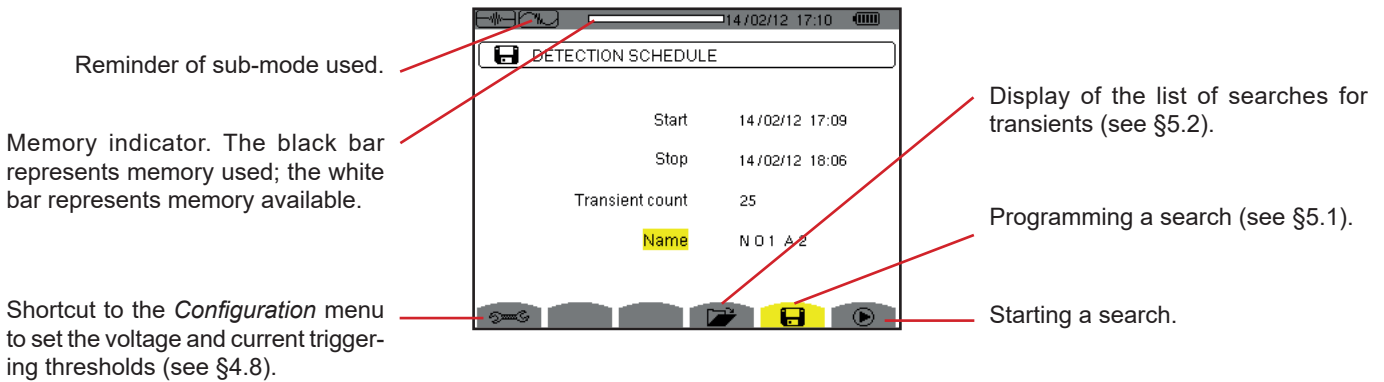 14/02/12 17:10
DETECTION SCHEDULE
Start 14/02/12 17:09
Stop 14/02/12 18:06
Transient count 25
Name N O 1 A 2
Reminder of sub-mode used.
Memory indicator. The black bar
represents memory used; the white
bar represents memory available.
Shortcut to the Configuration menu
to set the voltage and current trigger-
ing thresholds (see §4.8).
Display of the list of searches for
transients (see §5.2).
Programming a search (see §5.1).
Starting a search.